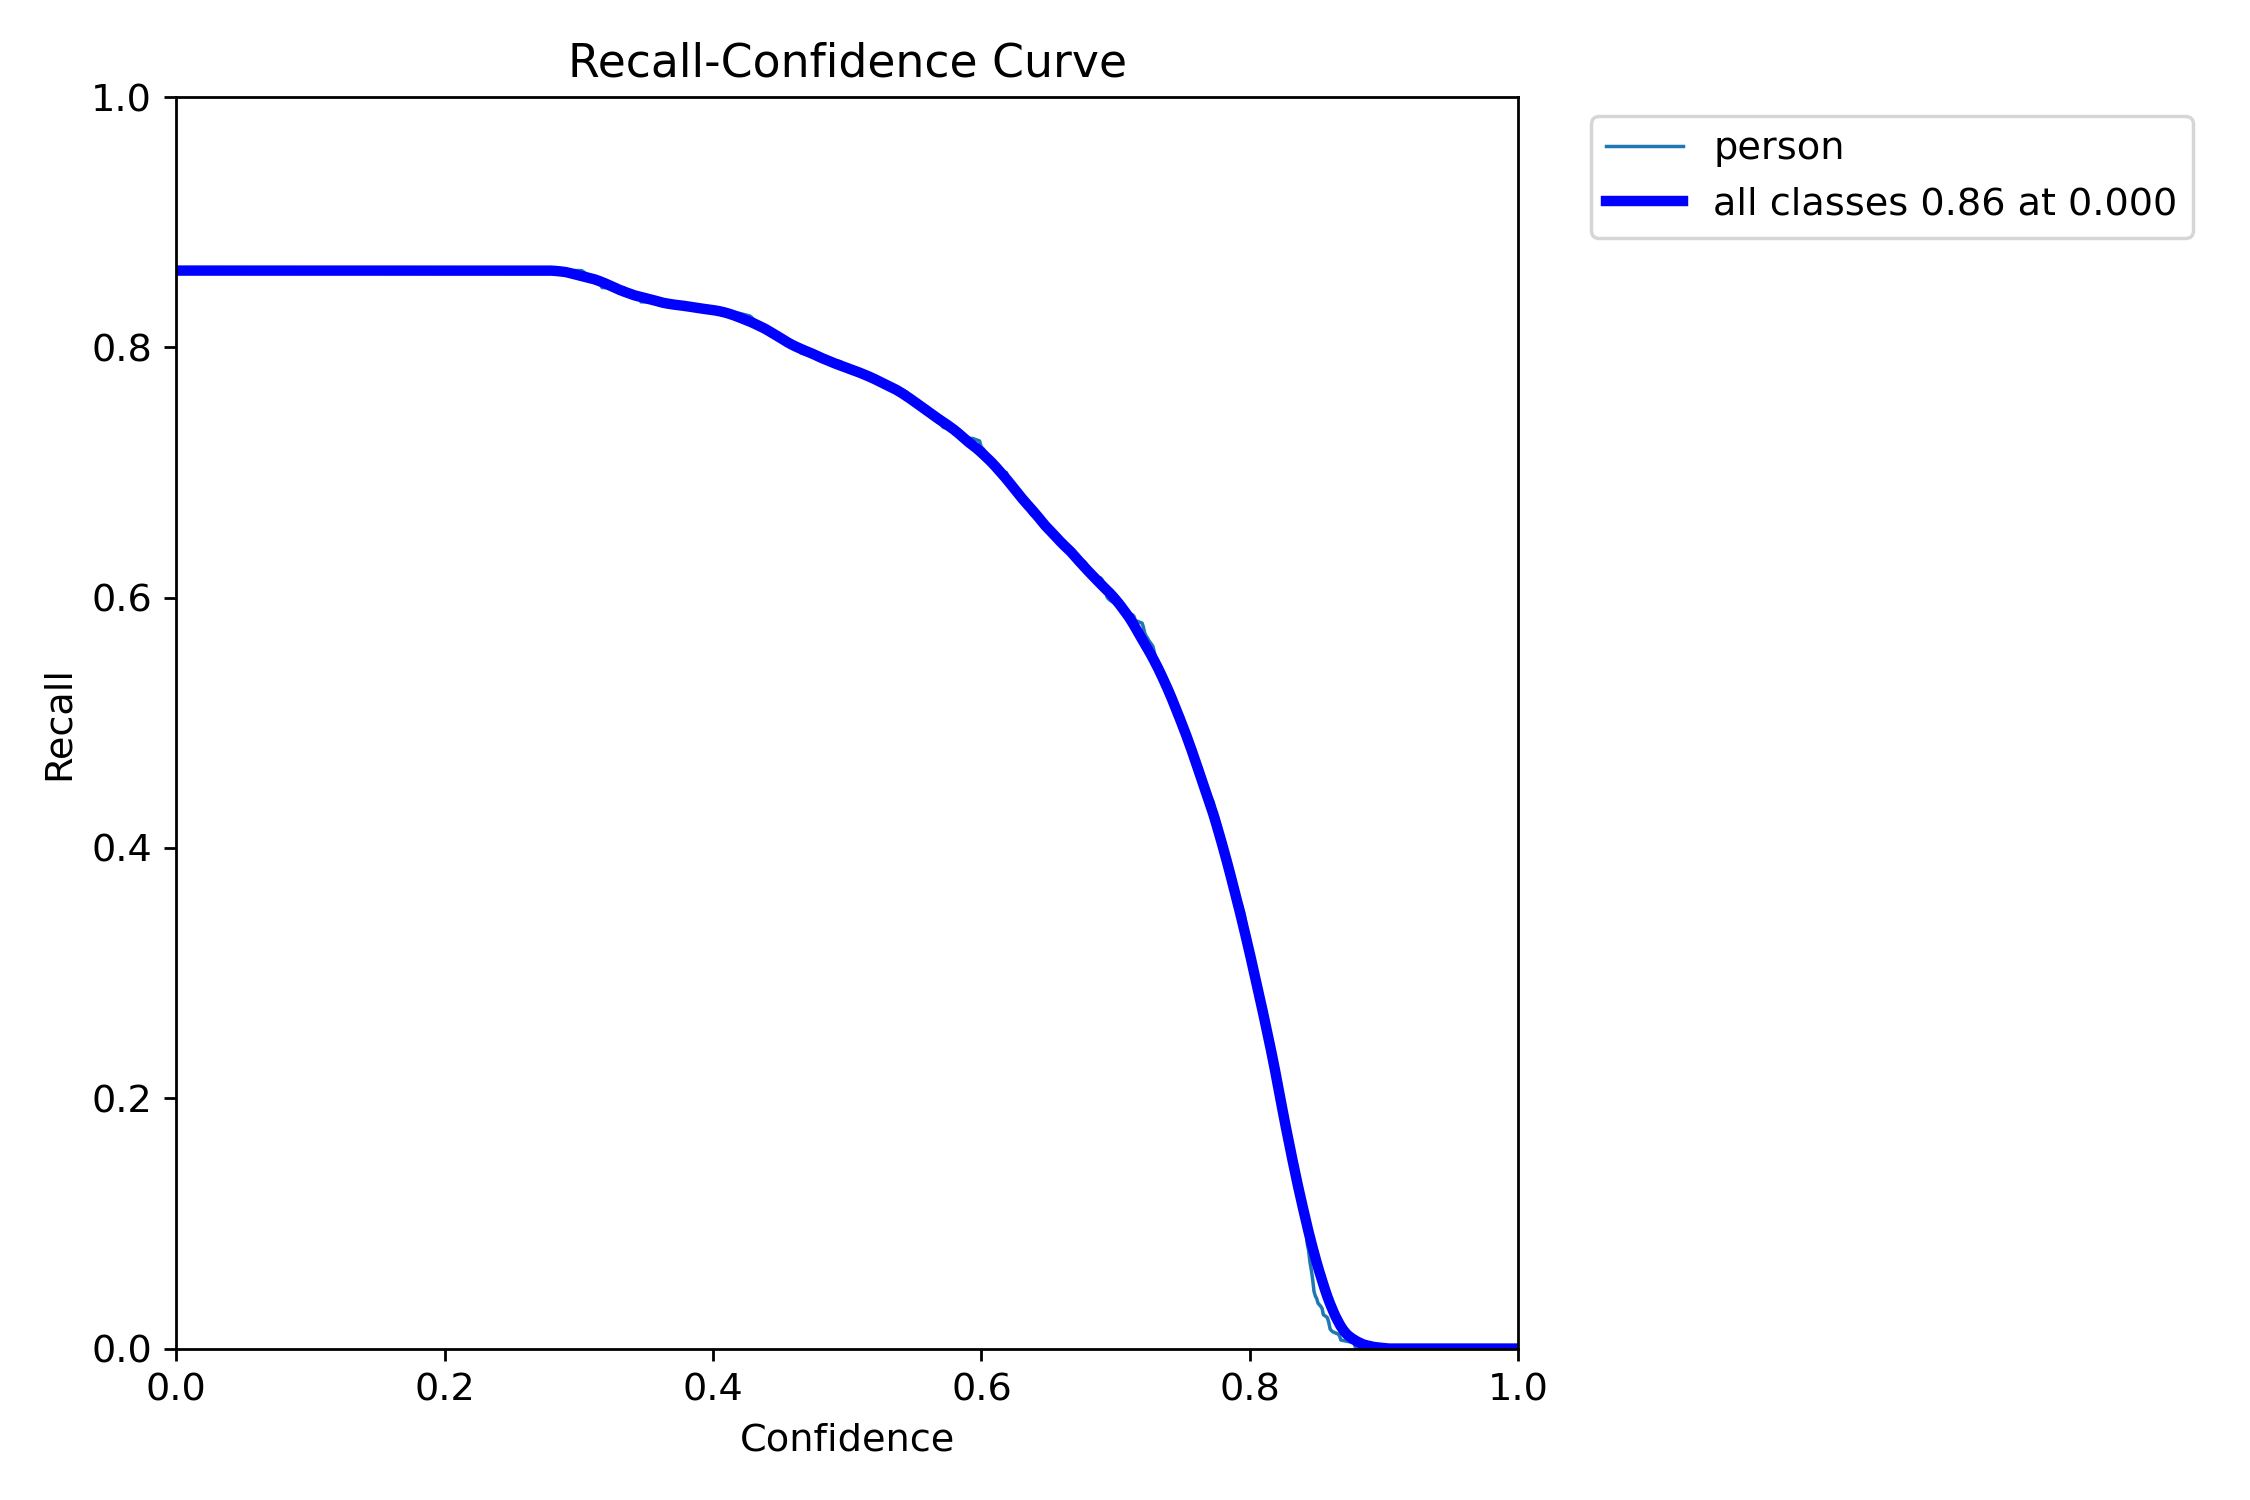 Recall-Confidence Curve
1.0
0.8
0.6
0.4
0.2
0.0
Recall
0.0 0.2 0.4 0.6 0.8 1.0
Confidence
person
all classes 0.86 at 0.000